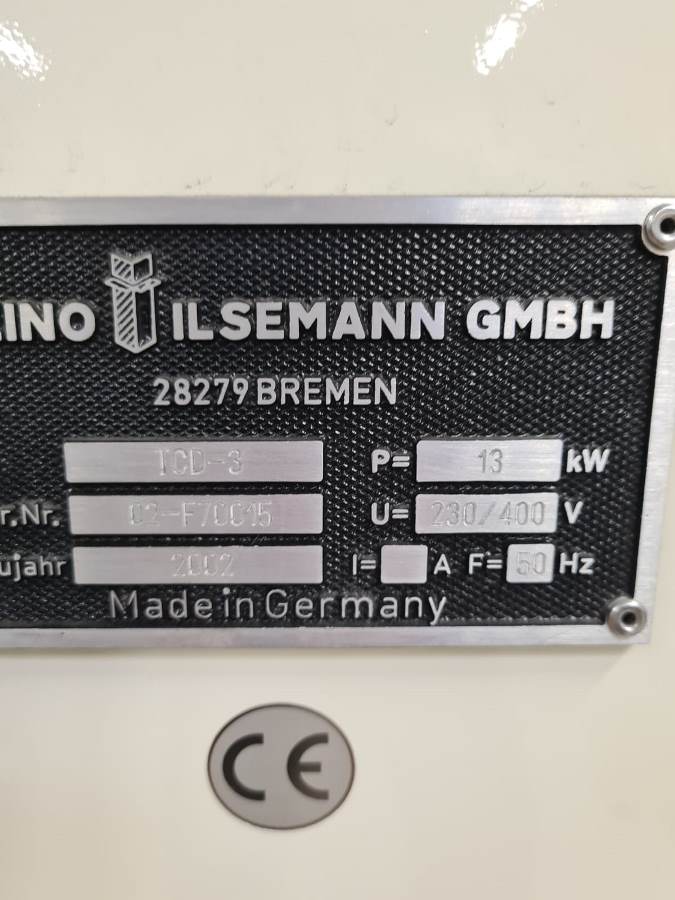 EINO ILSEMANN GMBH
28279 BREMEN
TCD-3 P= 13 kW
r.Nr. 02-F70015 U= 230/400 V
ujahr 2002 I= A F= 50 Hz
Made in Germany
CE